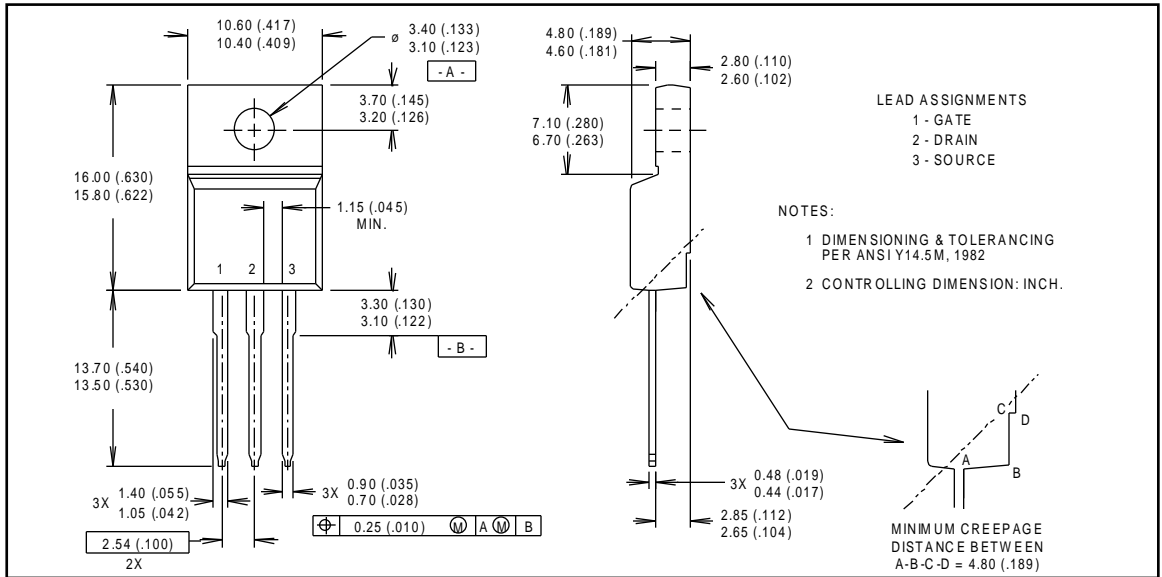 10.60 (.417)
10.40 (.409)
ø 3.40 (.133)
3.10 (.123)
- A -
3.70 (.145)
3.20 (.126)
16.00 (.630)
15.80 (.622)
1.15 (.045)
MIN.
1 2 3
3.30 (.130)
3.10 (.122)
- B -
13.70 (.540)
13.50 (.530)
3X 1.40 (.055)
1.05 (.042)
3X 0.90 (.035)
0.70 (.028)
⌖ 0.25 (.010) Ⓜ A Ⓜ B
2.54 (.100)
2X
4.80 (.189)
4.60 (.181)
2.80 (.110)
2.60 (.102)
7.10 (.280)
6.70 (.263)
3X 0.48 (.019)
0.44 (.017)
2.85 (.112)
2.65 (.104)
LEAD ASSIGNMENTS
1 - GATE
2 - DRAIN
3 - SOURCE
NOTES:
1 DIMENSIONING & TOLERANCING
PER ANSI Y14.5M, 1982
2 CONTROLLING DIMENSION: INCH.
C
D
A
B
MINIMUM CREEPAGE
DISTANCE BETWEEN
A-B-C-D = 4.80 (.189)